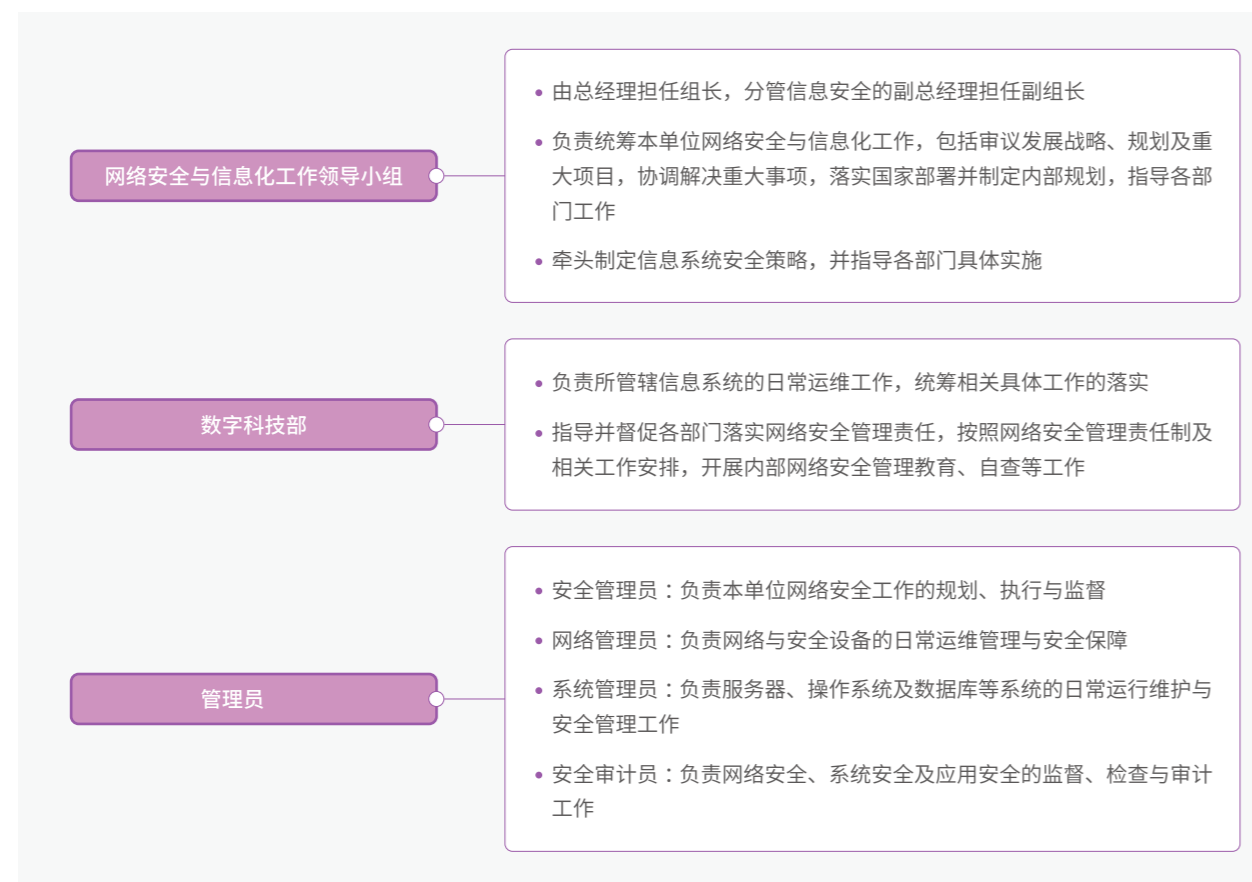 网络安全与信息化工作领导小组
• 由总经理担任组长，分管信息安全的副总经理担任副组长
• 负责统筹本单位网络安全与信息化工作，包括审议发展战略、规划及重
大项目，协调解决重大事项，落实国家部署并制定内部规划，指导各部
门工作
• 牵头制定信息系统安全策略，并指导各部门具体实施
数字科技部
• 负责所管辖信息系统的日常运维工作，统筹相关具体工作的落实
• 指导并督促各部门落实网络安全管理责任，按照网络安全管理责任制及
相关工作安排，开展内部网络安全管理教育、自查等工作
管理员
• 安全管理员：负责本单位网络安全工作的规划、执行与监督
• 网络管理员：负责网络与安全设备的日常运维管理与安全保障
• 系统管理员：负责服务器、操作系统及数据库等系统的日常运行维护与
安全管理工作
• 安全审计员：负责网络安全、系统安全及应用安全的监督、检查与审计
工作